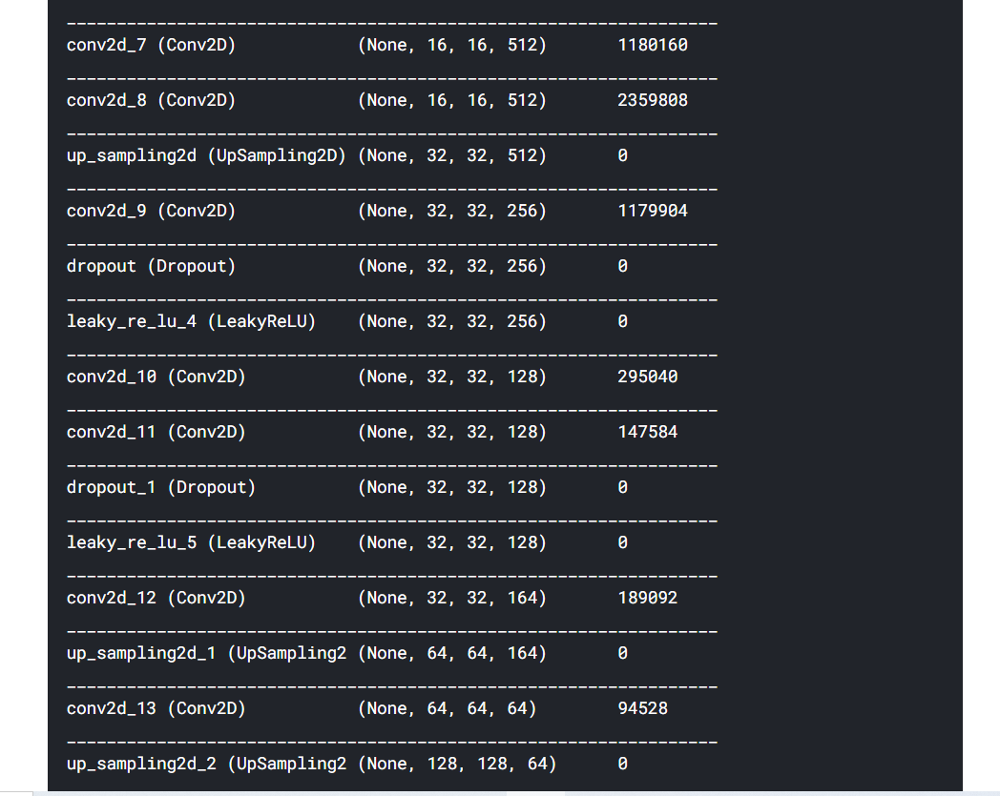 _________________________________________________________________
conv2d_7 (Conv2D)            (None, 16, 16, 512)       1180160
_________________________________________________________________
conv2d_8 (Conv2D)            (None, 16, 16, 512)       2359808
_________________________________________________________________
up_sampling2d (UpSampling2D) (None, 32, 32, 512)       0
_________________________________________________________________
conv2d_9 (Conv2D)            (None, 32, 32, 256)       1179904
_________________________________________________________________
dropout (Dropout)            (None, 32, 32, 256)       0
_________________________________________________________________
leaky_re_lu_4 (LeakyReLU)    (None, 32, 32, 256)       0
_________________________________________________________________
conv2d_10 (Conv2D)           (None, 32, 32, 128)       295040
_________________________________________________________________
conv2d_11 (Conv2D)           (None, 32, 32, 128)       147584
_________________________________________________________________
dropout_1 (Dropout)          (None, 32, 32, 128)       0
_________________________________________________________________
leaky_re_lu_5 (LeakyReLU)    (None, 32, 32, 128)       0
_________________________________________________________________
conv2d_12 (Conv2D)           (None, 32, 32, 164)       189092
_________________________________________________________________
up_sampling2d_1 (UpSampling2 (None, 64, 64, 164)       0
_________________________________________________________________
conv2d_13 (Conv2D)           (None, 64, 64, 64)        94528
_________________________________________________________________
up_sampling2d_2 (UpSampling2 (None, 128, 128, 64)      0